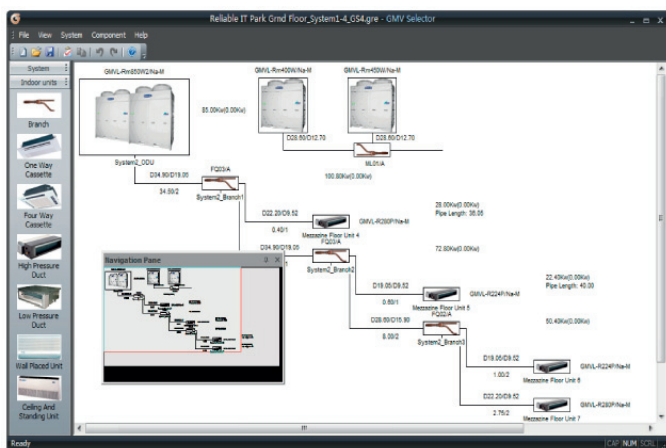 Reliable IT Park Grnd Floor_System1-4_GS4.gre - GMV Selector
File View System Component Help
System
Indoor units
Branch
One Way
Cassette
Four Way
Cassette
High Pressure
Duct
Low Pressure
Duct
Wall Placed Unit
Ceiling And
Standing Unit
GMVL-Rm850W2/Na-M
System2_ODU
GMVL-Rm400W/Na-M
GMVL-Rm450W/Na-M
85.00Kw(0.00Kw)
D28.60/D12.70
D28.60/D12.70
ML01/A
100.80Kw(0.00Kw)
D34.90/D19.05
34.50/2
FQ03/A
System2_Branch1
D22.20/D9.52
0.40/1
Mezzazine Floor Unit 4
GMVL-R280P/Na-M
28.00Kw(0.00Kw)
Pipe Length: 36.05
D34.90/D19.05
FQ03/A
System2_Branch2
72.80Kw(0.00Kw)
D19.05/D9.52
0.60/1
Mezzazine Floor Unit 5
GMVL-R224P/Na-M
22.40Kw(0.00Kw)
Pipe Length: 40.00
D28.60/D15.90
8.00/2
FQ02/A
System2_Branch3
50.40Kw(0.00Kw)
D19.05/D9.52
1.00/2
Mezzazine Floor Unit 6
GMVL-R224P/Na-M
D22.20/D9.52
2.75/2
Mezzazine Floor Unit 7
GMVL-R280P/Na-M
Navigation Pane
Ready
CAP NUM SCRL